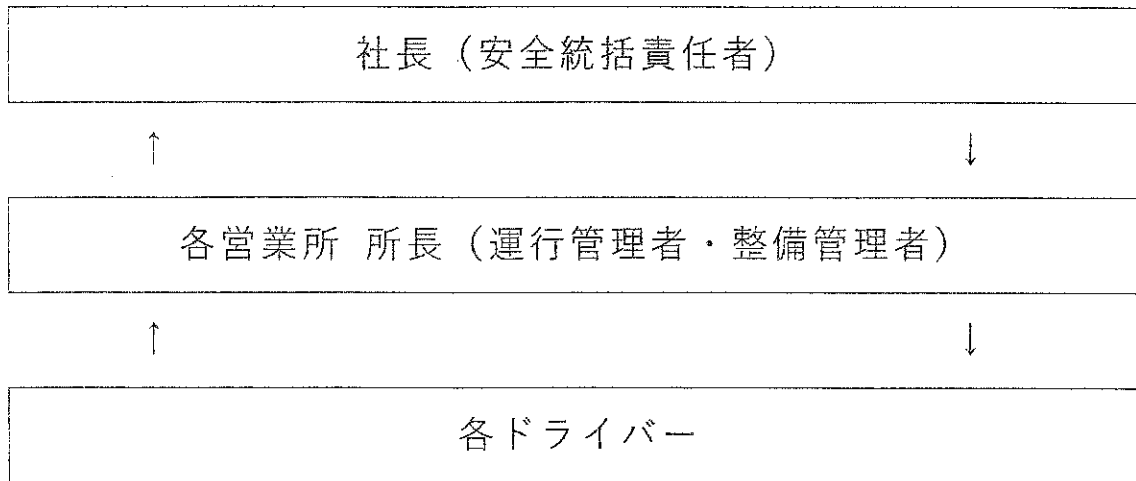 社長（安全統括責任者）
↑ ↓
各営業所 所長（運行管理者・整備管理者）
↑ ↓
各ドライバー